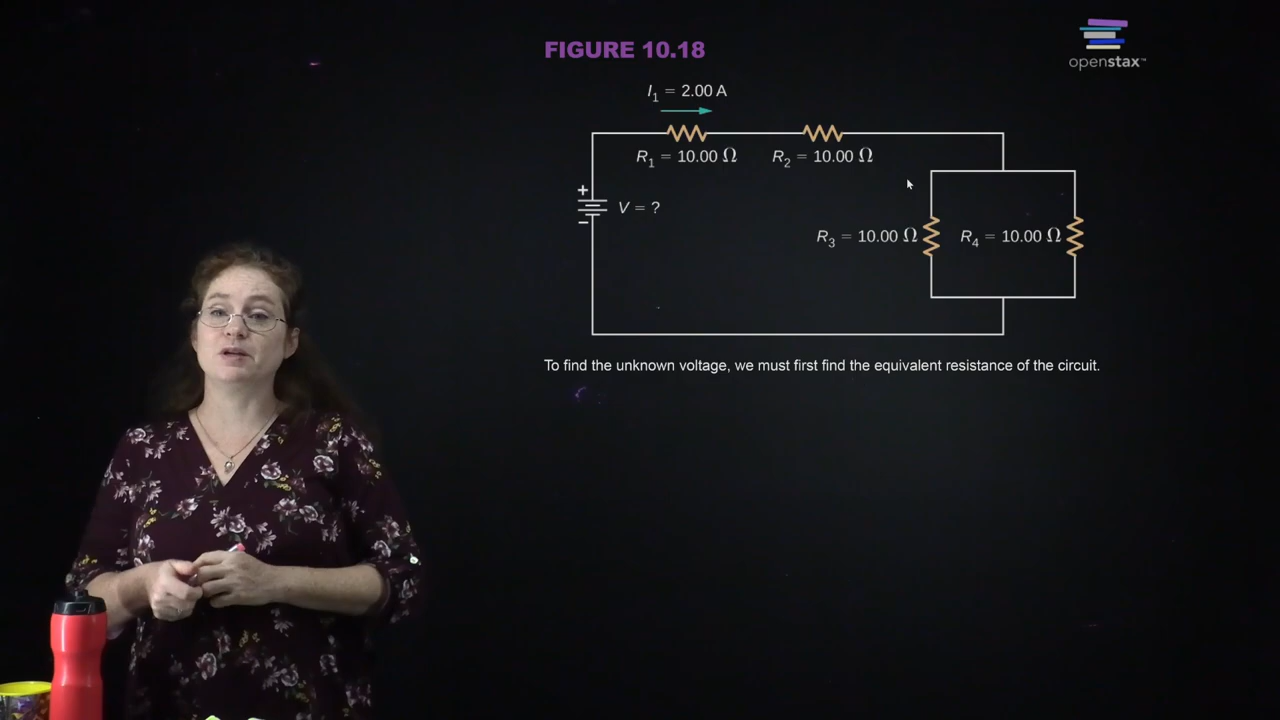 FIGURE 10.18
openstax™
I₁ = 2.00 A
R₁ = 10.00 Ω
R₂ = 10.00 Ω
+
V = ?
−
R₃ = 10.00 Ω
R₄ = 10.00 Ω
To find the unknown voltage, we must first find the equivalent resistance of the circuit.